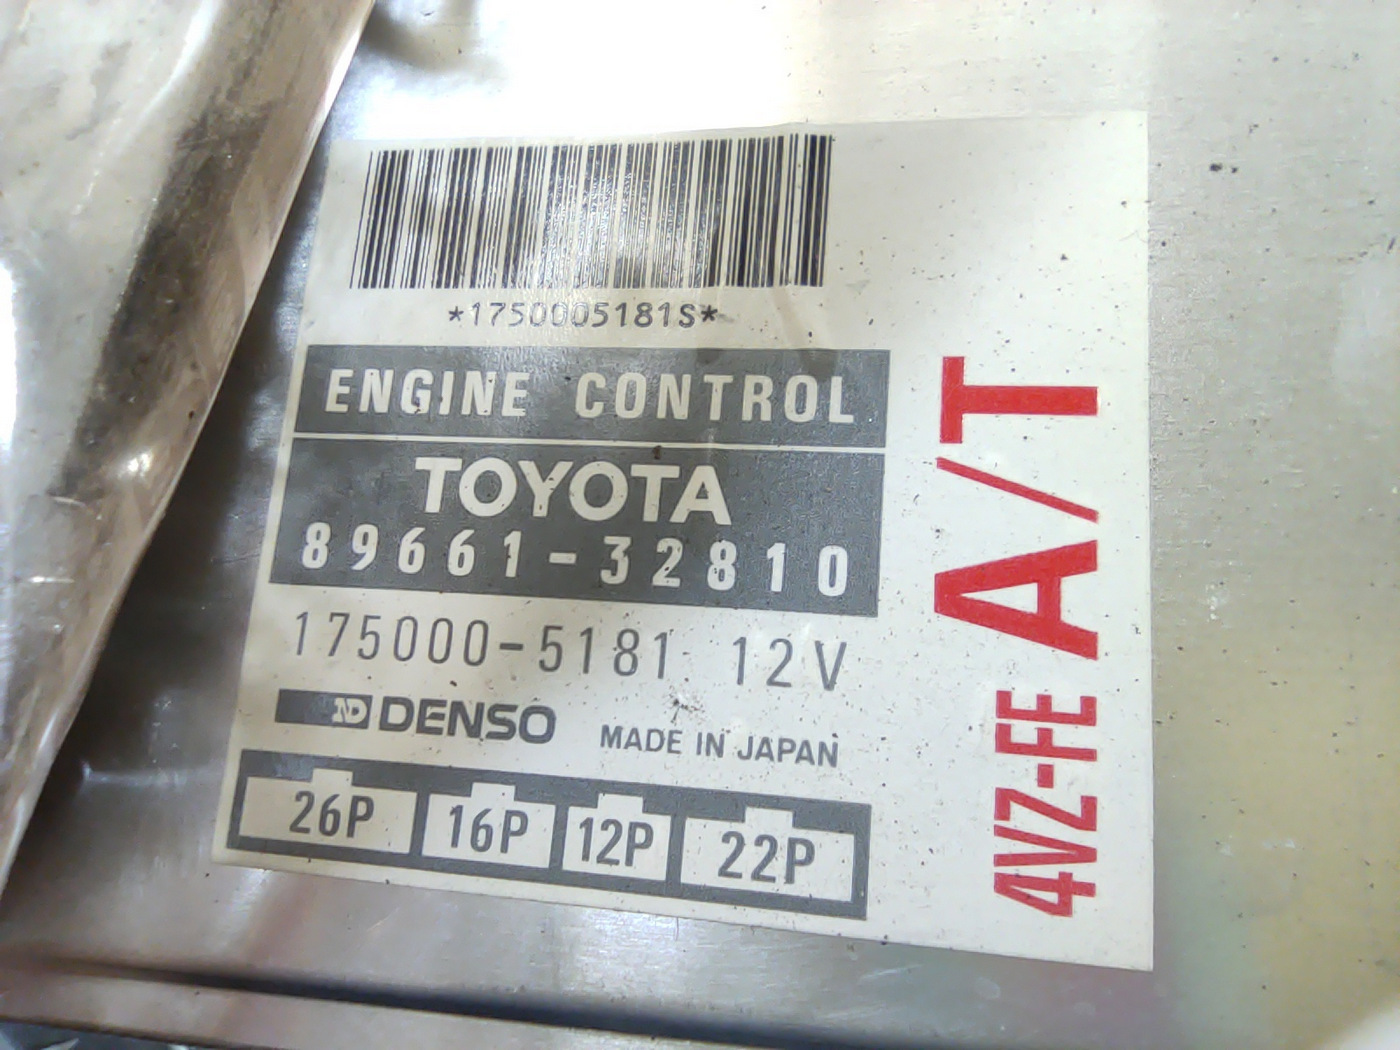 *1750005181S*
ENGINE CONTROL
TOYOTA
89661-32810
175000-5181 12V
ND DENSO MADE IN JAPAN
26P 16P 12P 22P
4VZ-FE A/T